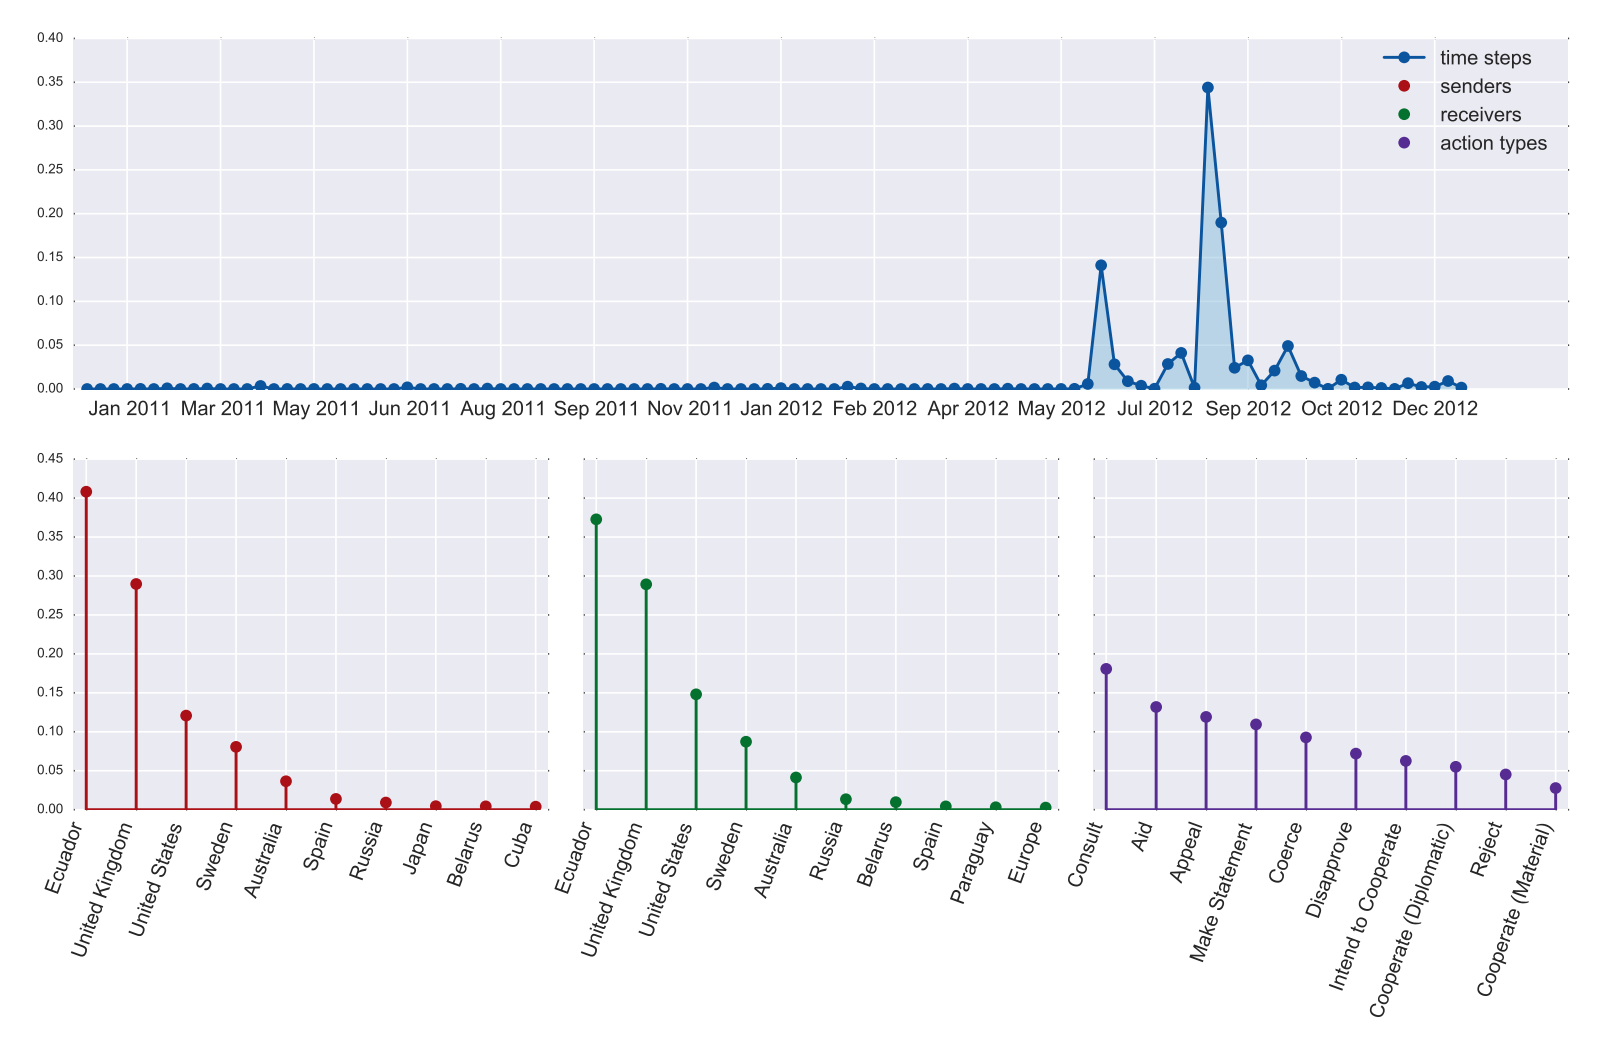 0.40
0.35
0.30
0.25
0.20
0.15
0.10
0.05
0.00
time steps
senders
receivers
action types
Jan 2011 Mar 2011 May 2011 Jun 2011 Aug 2011 Sep 2011 Nov 2011 Jan 2012 Feb 2012 Apr 2012 May 2012 Jul 2012 Sep 2012 Oct 2012 Dec 2012
0.45
0.40
0.35
0.30
0.25
0.20
0.15
0.10
0.05
0.00
Ecuador
United Kingdom
United States
Sweden
Australia
Spain
Russia
Japan
Belarus
Cuba
Ecuador
United Kingdom
United States
Sweden
Australia
Russia
Belarus
Spain
Paraguay
Europe
Consult
Aid
Appeal
Make Statement
Coerce
Disapprove
Intend to Cooperate
Cooperate (Diplomatic)
Reject
Cooperate (Material)